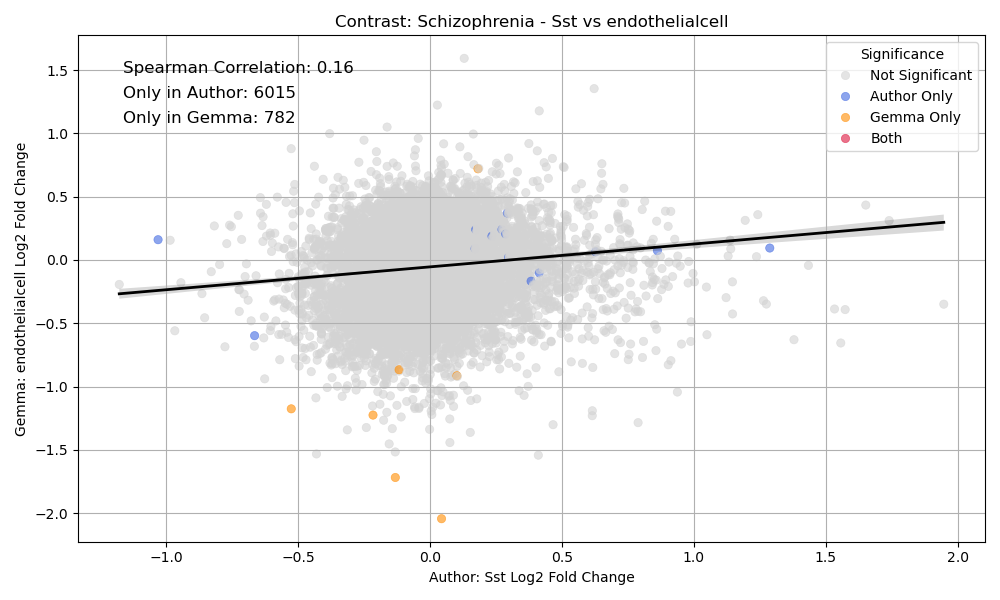 Contrast: Schizophrenia - Sst vs endothelialcell
Spearman Correlation: 0.16
Only in Author: 6015
Only in Gemma: 782
Significance
Not Significant
Author Only
Gemma Only
Both
Gemma: endothelialcell Log2 Fold Change
1.5
1.0
0.5
0.0
−0.5
−1.0
−1.5
−2.0
−1.0 −0.5 0.0 0.5 1.0 1.5 2.0
Author: Sst Log2 Fold Change